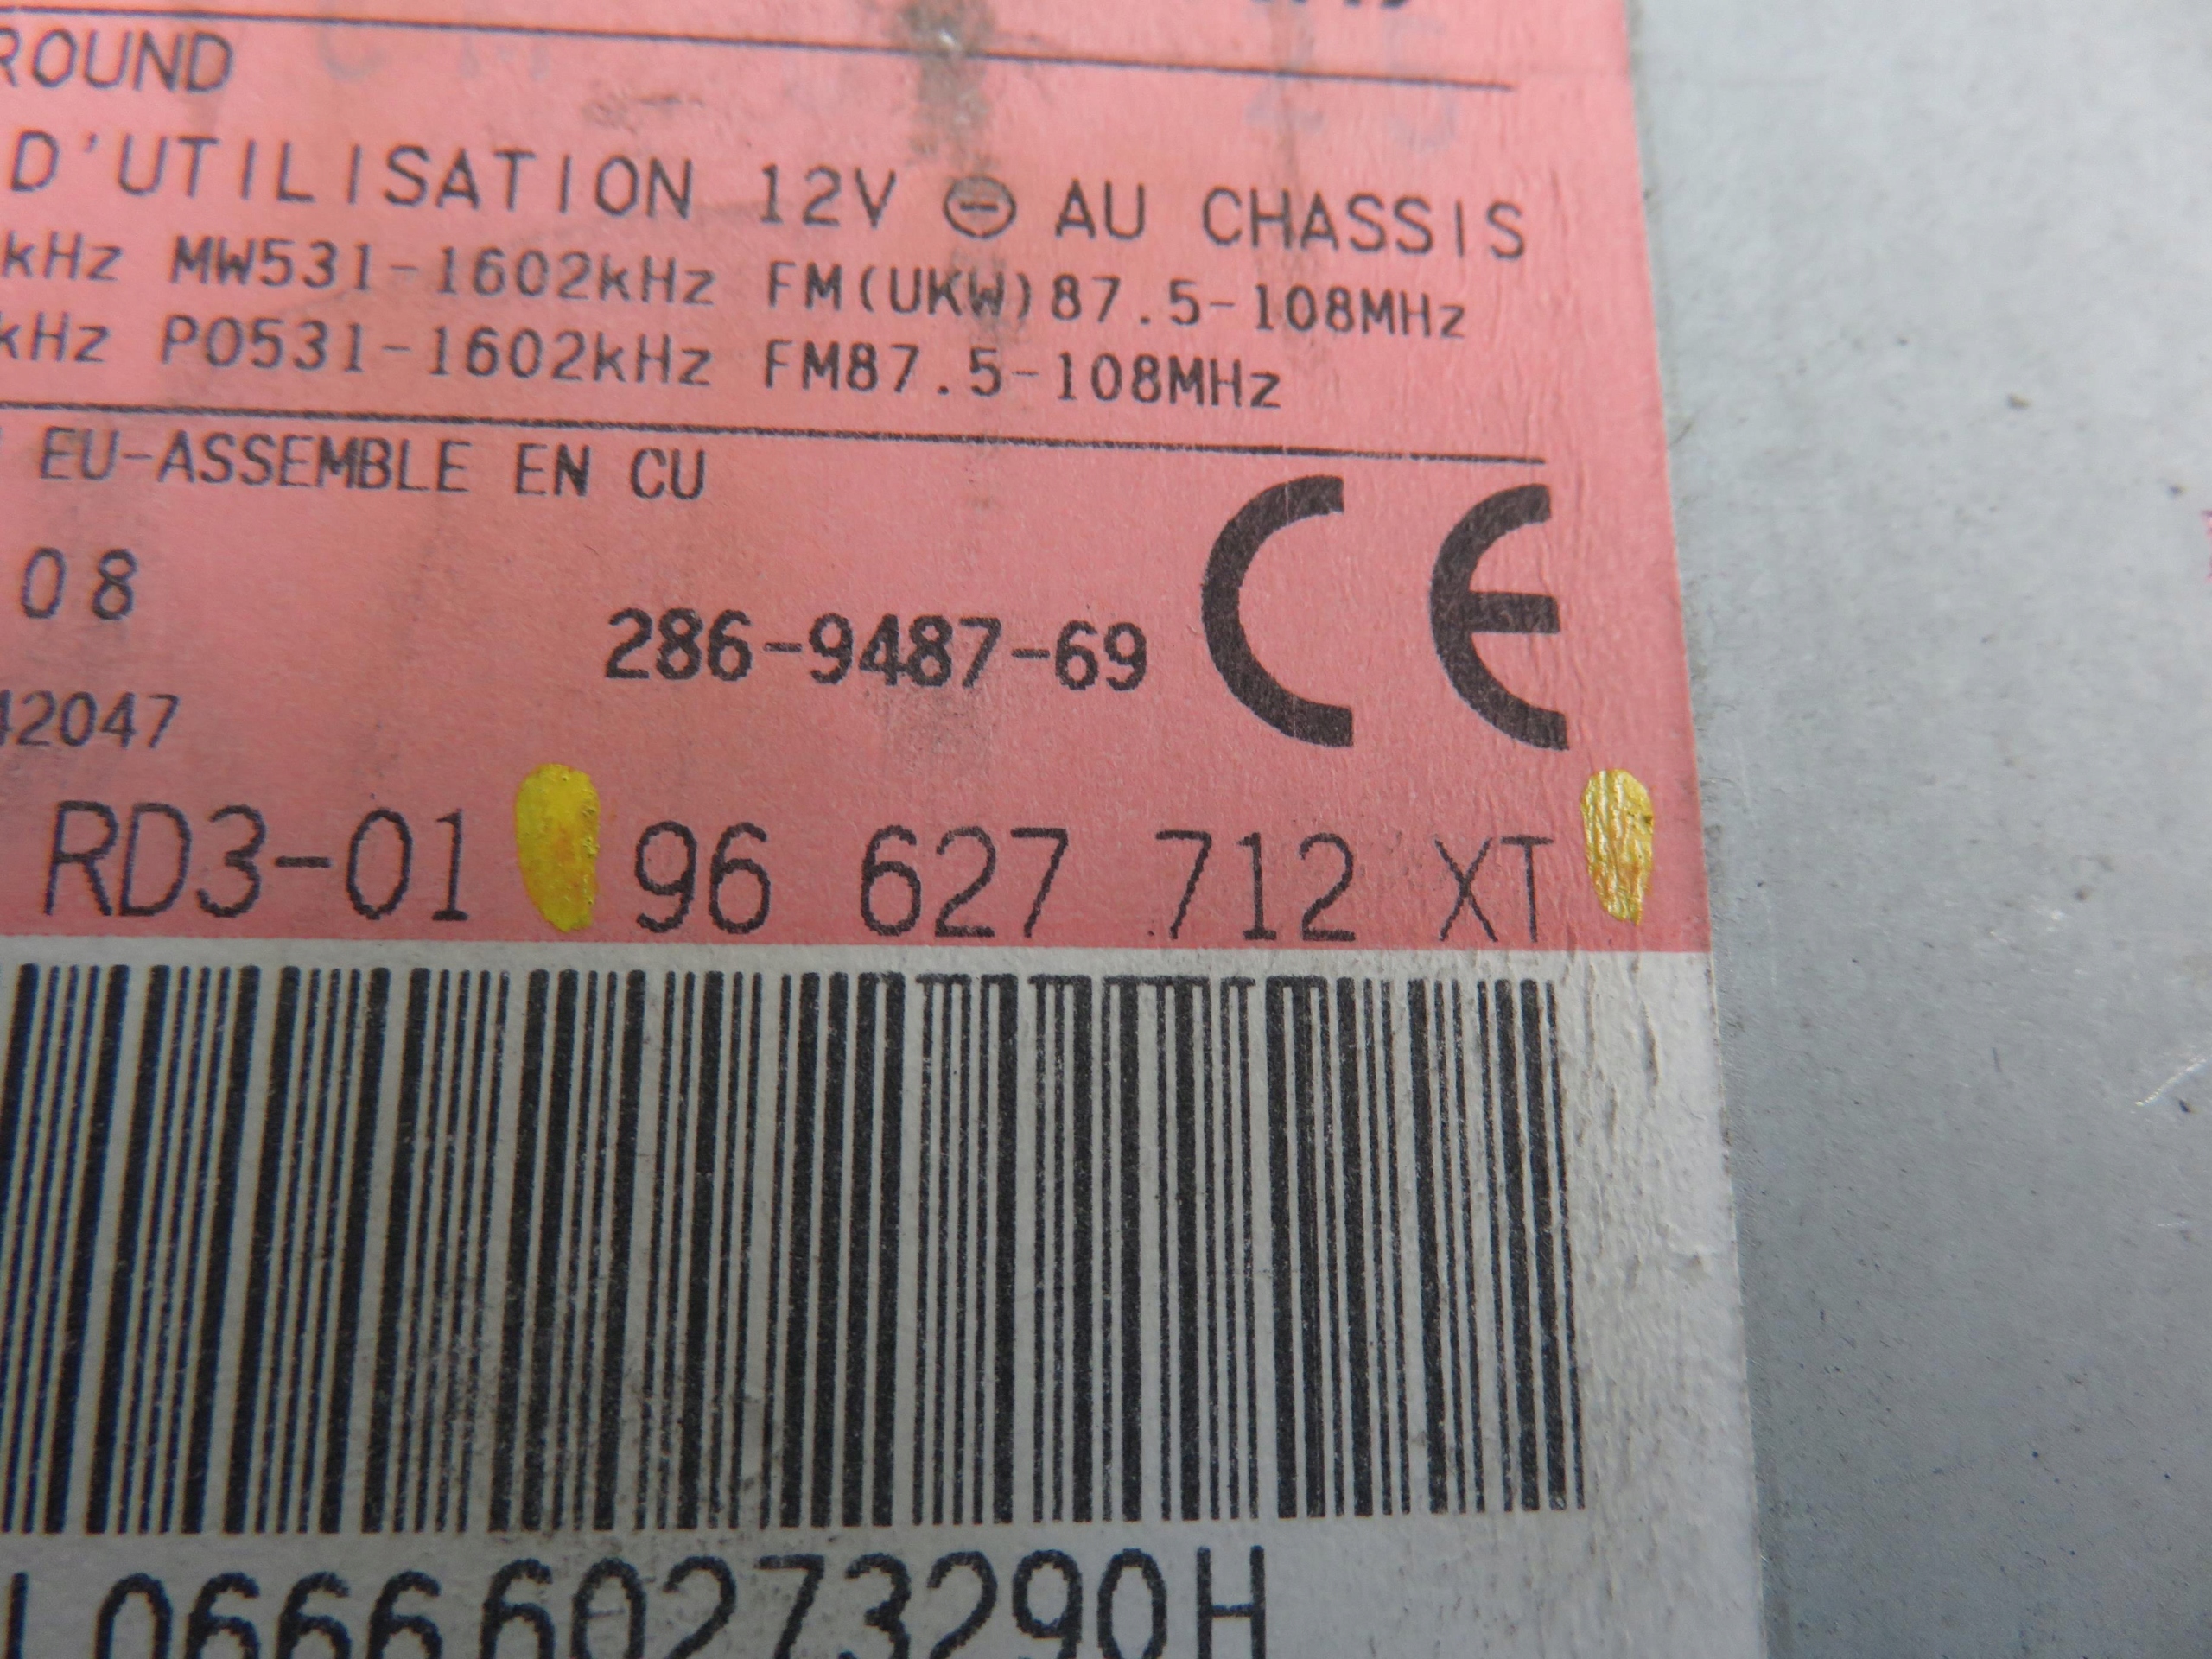 ROUND
D'UTILISATION 12V ⊖ AU CHASSIS
kHz MW531-1602kHz FM(UKW)87.5-108MHz
kHz PO531-1602kHz FM87.5-108MHz
EU-ASSEMBLE EN CU
08
286-9487-69 CE
42047
RD3-01 96 627 712 XT
L066660273290H